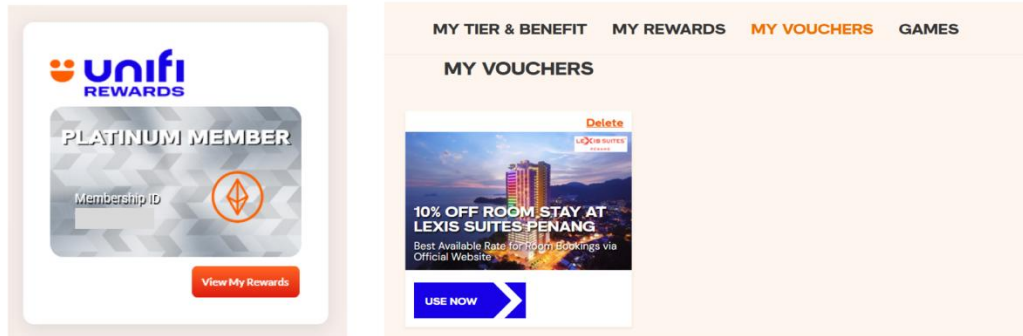 unifi
REWARDS
PLATINUM MEMBER
Membership ID
View My Rewards
MY TIER & BENEFIT MY REWARDS MY VOUCHERS GAMES
MY VOUCHERS
Delete
LEXIS SUITES
PENANG
10% OFF ROOM STAY AT
LEXIS SUITES PENANG
Best Available Rate for Room Bookings via
Official Website
USE NOW